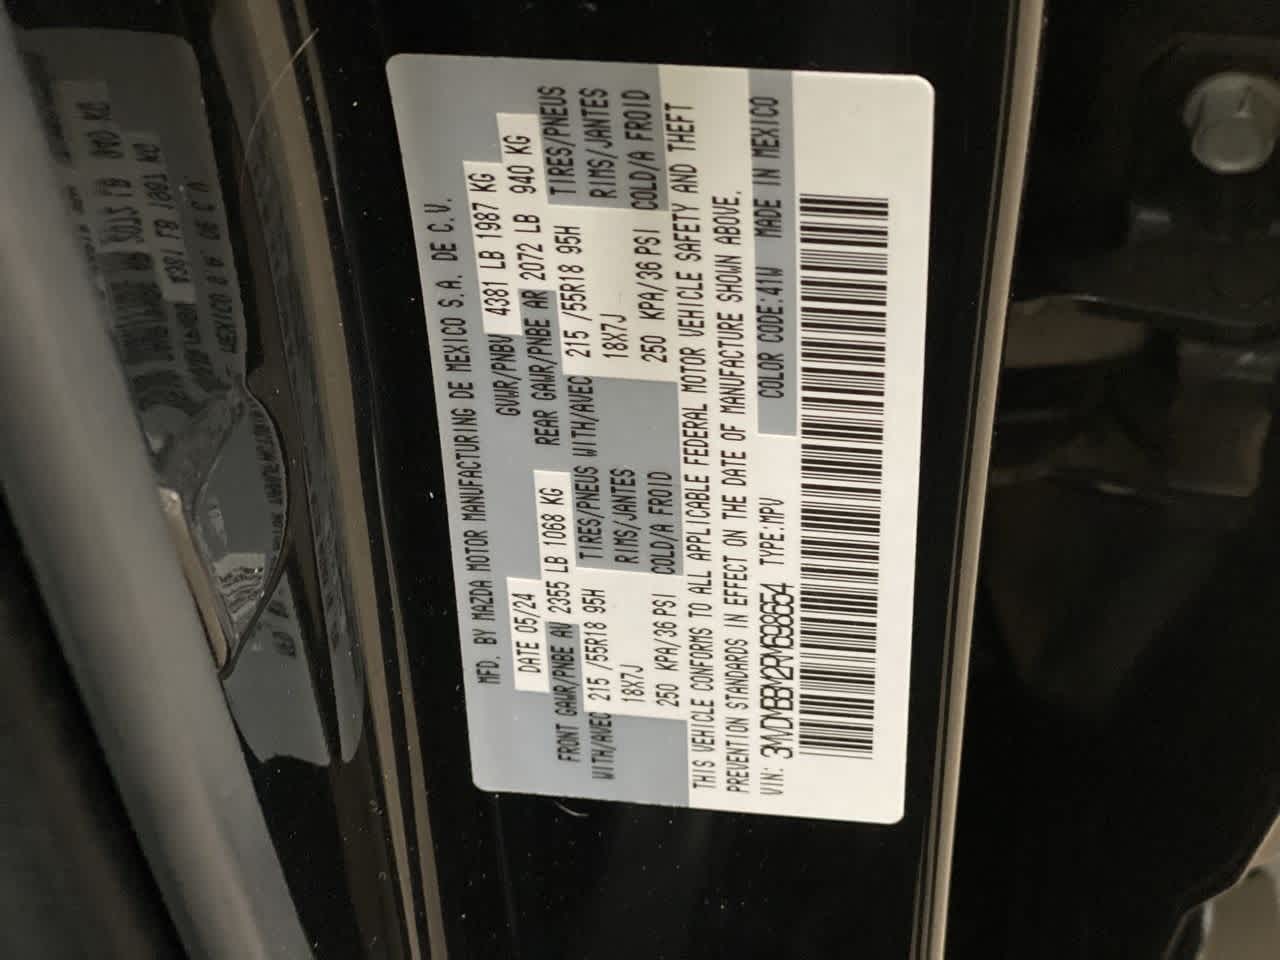 MFD. BY MAZDA MOTOR MANUFACTURING DE MEXICO S.A. DE C.V.
DATE 05/24 GVWR/PNBV 4381 LB 1987 KG
FRONT GAWR/PNBE AV 2355 LB 1068 KG REAR GAWR/PNBE AR 2072 LB 940 KG
WITH/AVEC 215 /55R18 95H TIRES/PNEUS WITH/AVEC 215 /55R18 95H TIRES/PNEUS
18X7J RIMS/JANTES 18X7J RIMS/JANTES
250 KPA/36 PSI COLD/A FROID 250 KPA/36 PSI COLD/A FROID
THIS VEHICLE CONFORMS TO ALL APPLICABLE FEDERAL MOTOR VEHICLE SAFETY AND THEFT
PREVENTION STANDARDS IN EFFECT ON THE DATE OF MANUFACTURE SHOWN ABOVE.
VIN: 3MVDMBBM2RM698654 TYPE:MPV COLOR CODE:41W MADE IN MEXICO